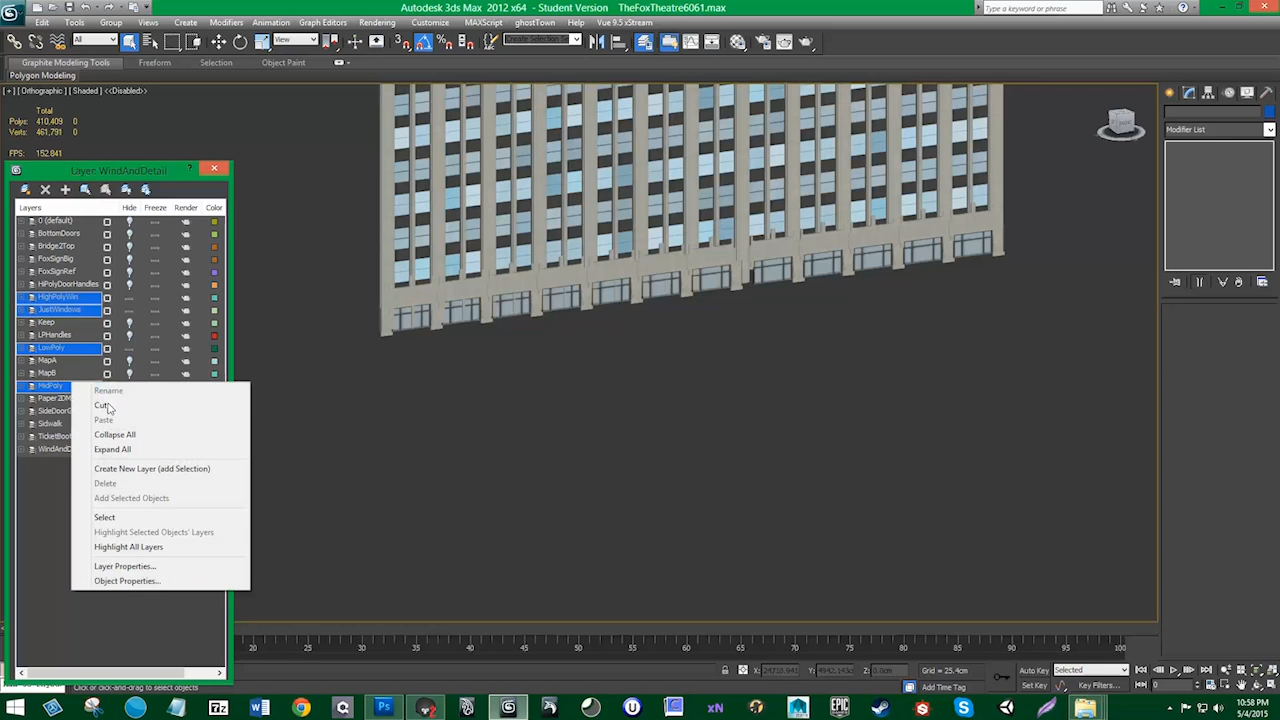 Autodesk 3ds Max 2012 x64 - Student Version TheFoxTheatre6061.max
Type a keyword or phrase
Edit Tools Group Views Create Modifiers Animation Graph Editors Rendering Customize MAXScript ghostTown Vue 9.5 xStream
All View
Graphite Modeling Tools Freeform Selection Object Paint
Polygon Modeling
[ + ] [ Orthographic ] [ Shaded ] <<Disabled>>
Total
Polys: 410,409 0
Verts: 461,791 0
FPS: 152.841
Modifier List
Layer: WindAndDetail ?
Layers Hide Freeze Render Color
0 (default)
BottomDoors
Bridge2Top
FoxSignBig
FoxSignRef
HiPolyDoorHandles
HighPolyWin
JustWindows
Keep
LPHandles
LowPoly
MapA
MapB
MidPoly
Sidwalk
Rename
Cut
Paste
Collapse All
Expand All
Create New Layer (add Selection)
Delete
Add Selected Objects
Select
Highlight Selected Objects' Layers
Highlight All Layers
Layer Properties...
Object Properties...
20 25 30 35 40 45 50 55 60 65 70 75 80 85 90 95 100
Click or click-and-drag to select objects
X: Y: Z: 0.0cm Grid = 25.4cm Auto Key Selected
Add Time Tag Set Key Key Filters... 0
10:58 PM
5/4/2015